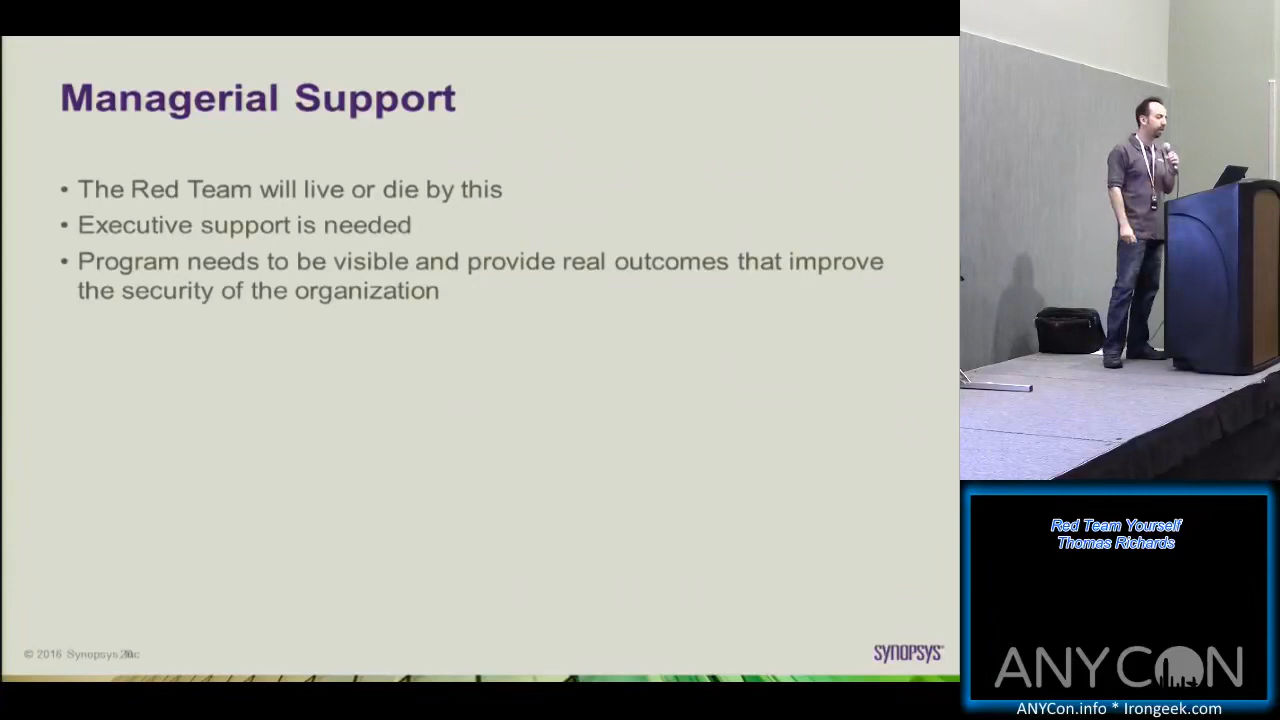 Managerial Support
• The Red Team will live or die by this
• Executive support is needed
• Program needs to be visible and provide real outcomes that improve
the security of the organization
© 2016 Synopsys, Inc
SYNOPSYS
Red Team Yourself
Thomas Richards
ANYCON
ANYCon.info * Irongeek.com